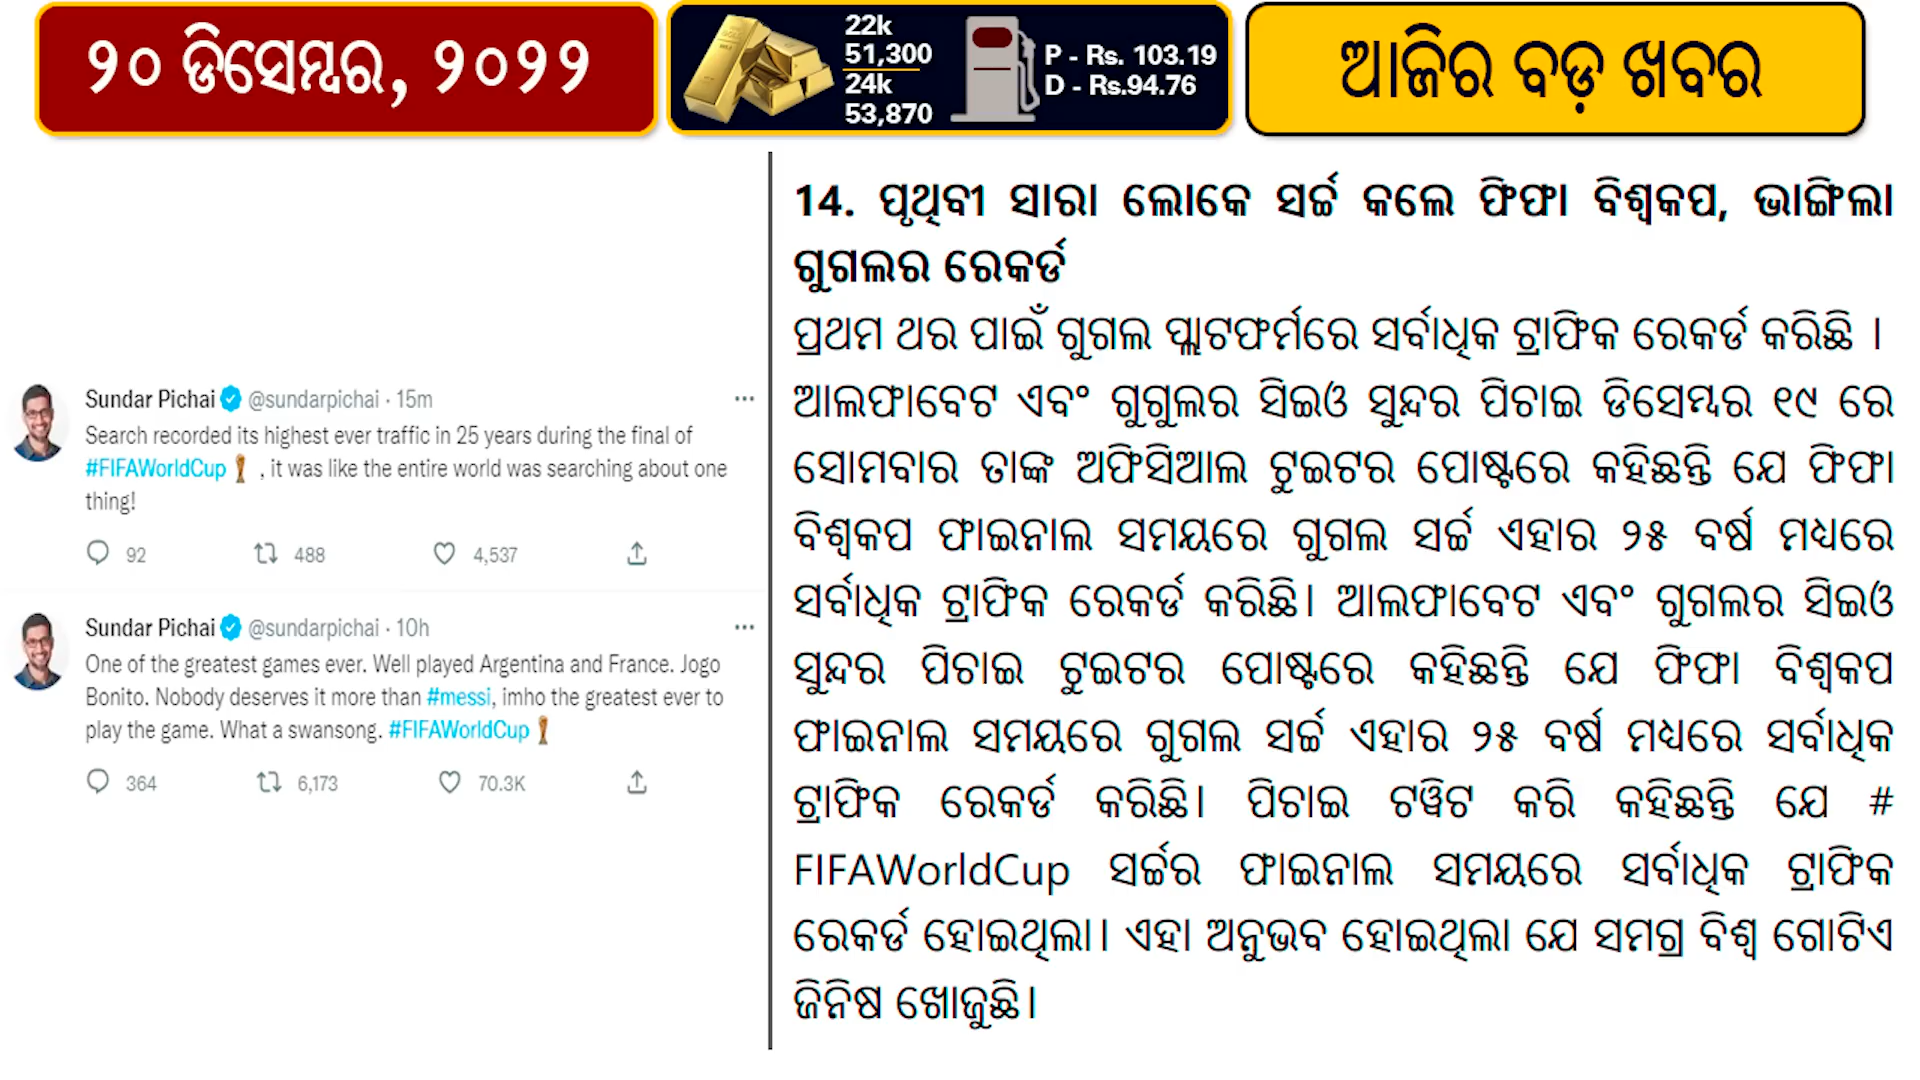 ୨୦ ଡିସେମ୍ବର, ୨୦୨୨
22k
51,300
24k
53,870
P - Rs. 103.19
D - Rs.94.76
ଆଜିର ବଡ଼ ଖବର
Sundar Pichai @sundarpichai · 15m
Search recorded its highest ever traffic in 25 years during the final of
#FIFAWorldCup , it was like the entire world was searching about one
thing!
92 488 4,537
Sundar Pichai @sundarpichai · 10h
One of the greatest games ever. Well played Argentina and France. Jogo
Bonito. Nobody deserves it more than #messi, imho the greatest ever to
play the game. What a swansong. #FIFAWorldCup
364 6,173 70.3K
14. ପୃଥିବୀ ସାରା ଲୋକେ ସର୍ଚ୍ଚ କଲେ ଫିଫା ବିଶ୍ୱକପ, ଭାଙ୍ଗିଲା
ଗୁଗଲର ରେକର୍ଡ
ପ୍ରଥମ ଥର ପାଇଁ ଗୁଗଲ ପ୍ଲାଟଫର୍ମରେ ସର୍ବାଧିକ ଟ୍ରାଫିକ ରେକର୍ଡ କରିଛି ।
ଆଲଫାବେଟ ଏବଂ ଗୁଗୁଲର ସିଇଓ ସୁନ୍ଦର ପିଚାଇ ଡିସେମ୍ବର ୧୯ ରେ
ସୋମବାର ତାଙ୍କ ଅଫିସିଆଲ ଟୁଇଟର ପୋଷ୍ଟରେ କହିଛନ୍ତି ଯେ ଫିଫା
ବିଶ୍ୱକପ ଫାଇନାଲ ସମୟରେ ଗୁଗଲ ସର୍ଚ୍ଚ ଏହାର ୨୫ ବର୍ଷ ମଧ୍ୟରେ
ସର୍ବାଧିକ ଟ୍ରାଫିକ ରେକର୍ଡ କରିଛି। ଆଲଫାବେଟ ଏବଂ ଗୁଗଲର ସିଇଓ
ସୁନ୍ଦର ପିଚାଇ ଟୁଇଟର ପୋଷ୍ଟରେ କହିଛନ୍ତି ଯେ ଫିଫା ବିଶ୍ୱକପ
ଫାଇନାଲ ସମୟରେ ଗୁଗଲ ସର୍ଚ୍ଚ ଏହାର ୨୫ ବର୍ଷ ମଧ୍ୟରେ ସର୍ବାଧିକ
ଟ୍ରାଫିକ ରେକର୍ଡ କରିଛି। ପିଚାଇ ଟୱିଟ କରି କହିଛନ୍ତି ଯେ #
FIFAWorldCup ସର୍ଚ୍ଚର ଫାଇନାଲ ସମୟରେ ସର୍ବାଧିକ ଟ୍ରାଫିକ
ରେକର୍ଡ ହୋଇଥିଲା। ଏହା ଅନୁଭବ ହୋଇଥିଲା ଯେ ସମଗ୍ର ବିଶ୍ୱ ଗୋଟିଏ
ଜିନିଷ ଖୋଜୁଛି।